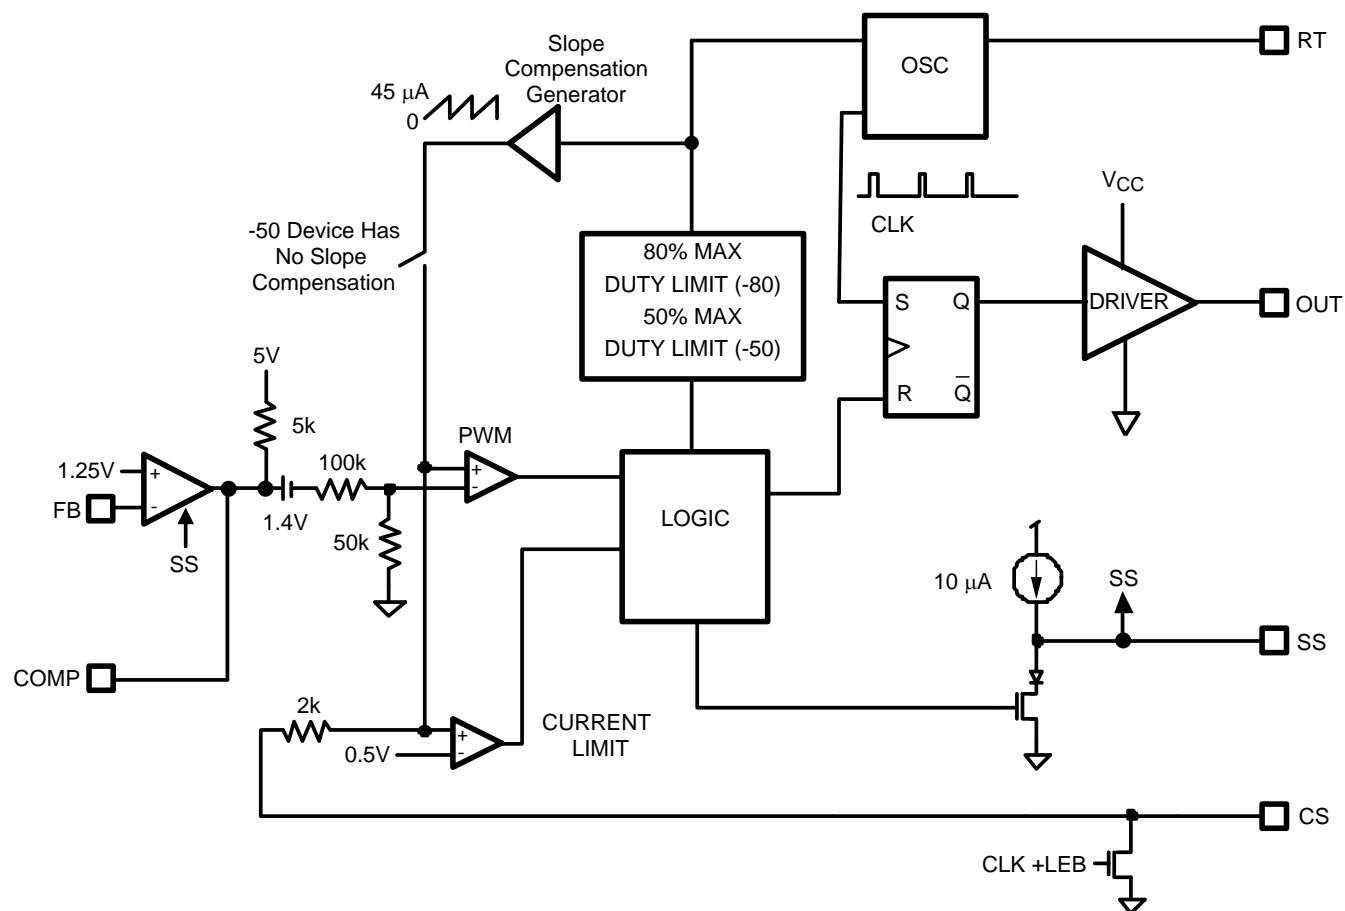 Slope
Compensation
Generator
45 μA
0
OSC
RT
CLK
VCC
-50 Device Has
No Slope
Compensation
80% MAX
DUTY LIMIT (-80)
50% MAX
DUTY LIMIT (-50)
S
Q
R
Q̅
DRIVER
OUT
5V
5k
PWM
1.25V
+
-
FB
SS
1.4V
100k
50k
+
-
LOGIC
10 μA
SS
SS
COMP
2k
0.5V
+
-
CURRENT
LIMIT
CS
CLK +LEB